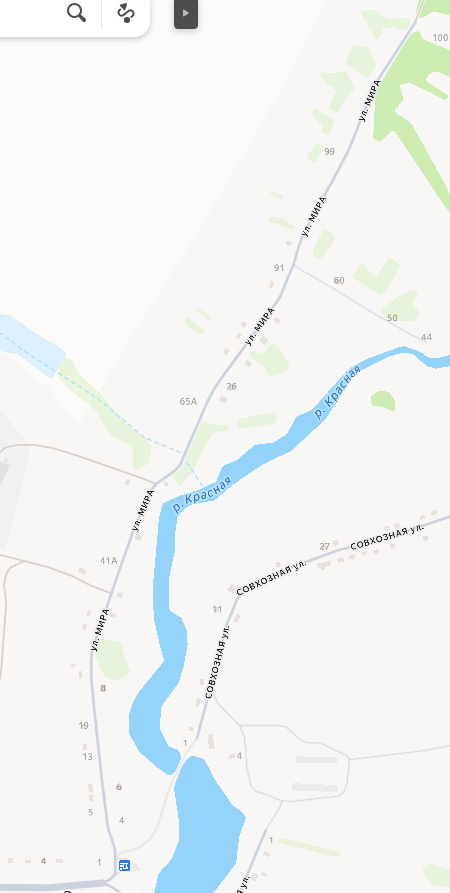 100
ул. МИРА
99
ул. МИРА
91
60
ул. МИРА
50
44
26
65А
р. Красная
р. Красная
ул. МИРА
СОВХОЗНАЯ ул.
27
41А
СОВХОЗНАЯ ул.
11
ул. МИРА
СОВХОЗНАЯ ул.
8
19
1
13
4
6
5
4
1
4
1